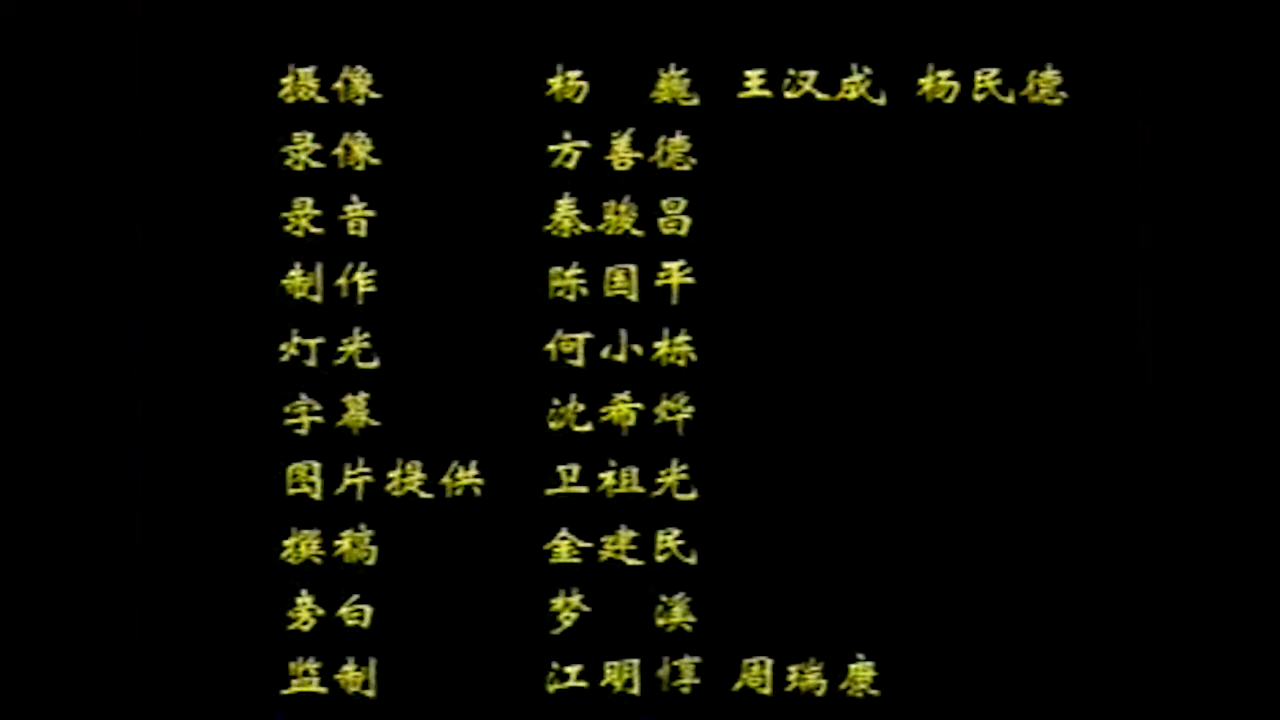 摄像 杨 巍 王汉成 杨民德
录像 方善德
录音 秦骏昌
制作 陈国平
灯光 何小栋
字幕 沈希烨
图片提供 卫祖光
撰稿 金建民
旁白 梦 溪
监制 江明惇 周瑞康